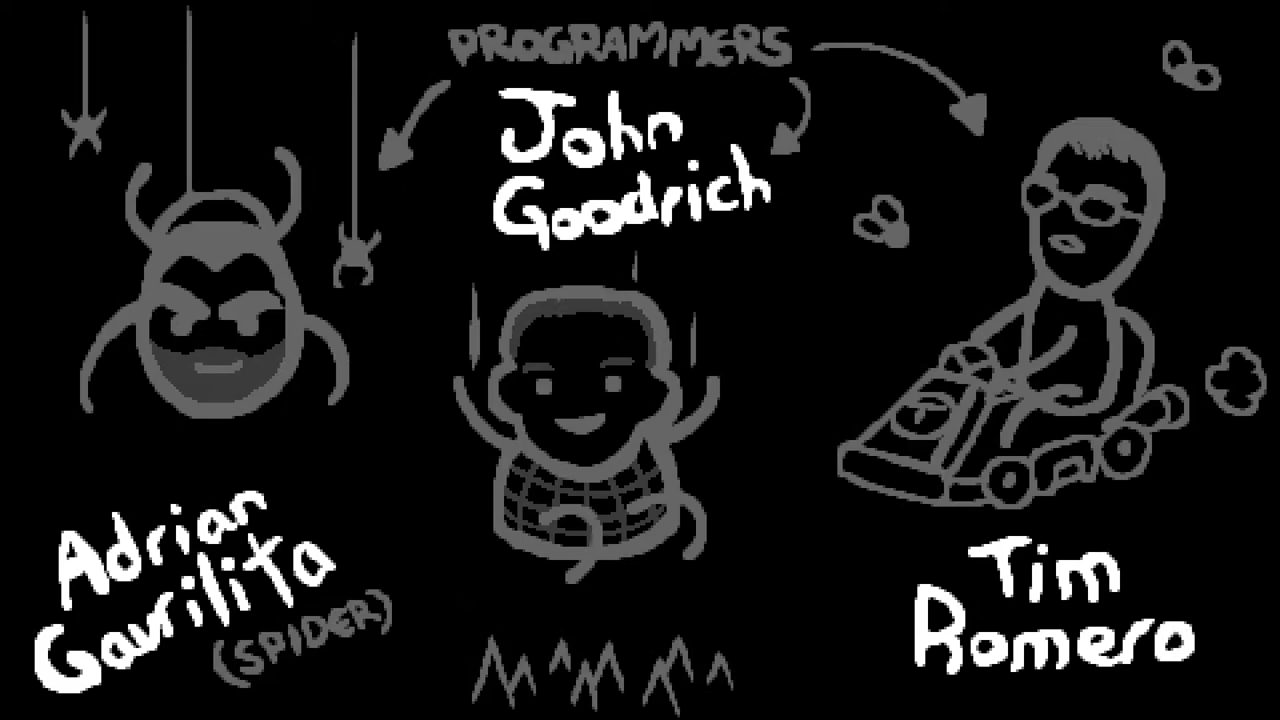 PROGRAMMERS
John
Goodrich
Adrian
Gavrilita
(SPIDER)
Tim
Romero